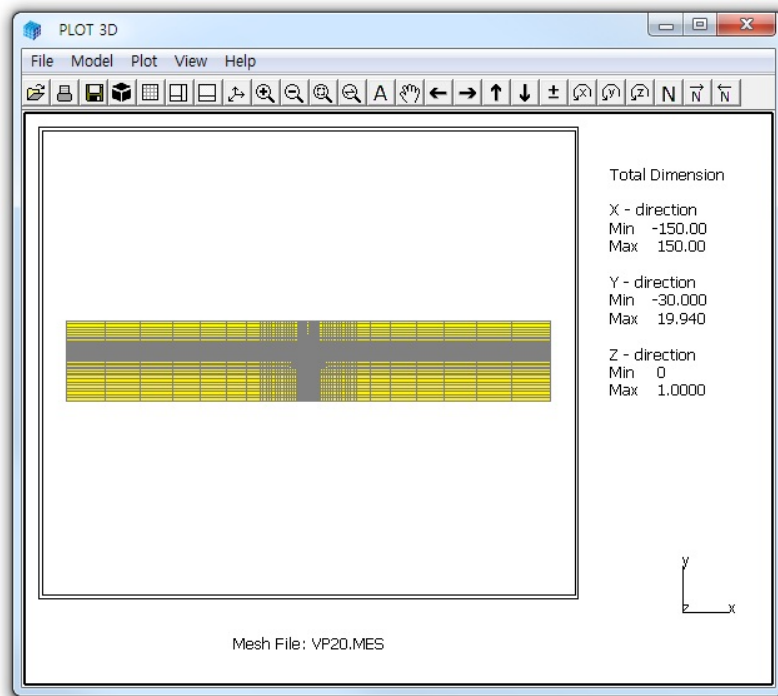 PLOT 3D
File Model Plot View Help
A ± x y z N N N
Total Dimension
X - direction
Min -150.00
Max 150.00
Y - direction
Min -30.000
Max 19.940
Z - direction
Min 0
Max 1.0000
y
z x
Mesh File: VP20.MES